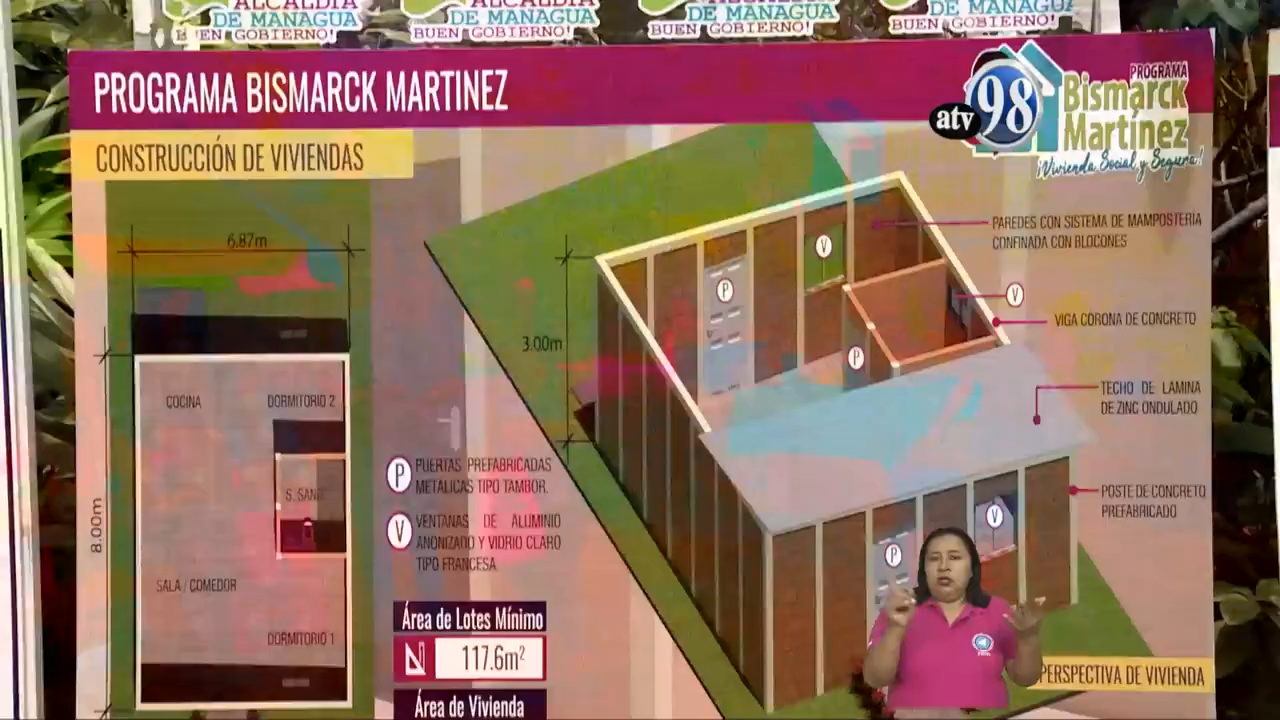 ALCALDÍA
DE MANAGUA
BUEN GOBIERNO!
DE MANAGUA
BUEN GOBIERNO!
DE MANAGUA
BUEN GOBIERNO!
DE MANAGUA
BUEN GOBIERNO!
PROGRAMA BISMARCK MARTINEZ
atv 98
PROGRAMA
Bismarck
Martínez
¡Vivienda Social y Segura!
CONSTRUCCIÓN DE VIVIENDAS
6.87m
8.00m
COCINA
DORMITORIO 2
SALA / COMEDOR
DORMITORIO 1
3.00m
P
V
V
P
P
V
PAREDES CON SISTEMA DE MAMPOSTERIA
CONFINADA CON BLOCONES
VIGA CORONA DE CONCRETO
TECHO DE LAMINA
DE ZINC ONDULADO
POSTE DE CONCRETO
PREFABRICADO
P PUERTAS PREFABRICADAS
METALICAS TIPO TAMBOR.
V VENTANAS DE ALUMINIO
ANONIZADO Y VIDRIO CLARO
TIPO FRANCESA
Área de Lotes Mínimo
117.6m²
Área de Vivienda
PERSPECTIVA DE VIVIENDA